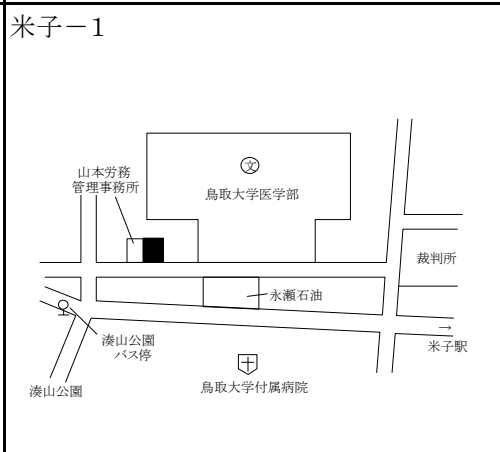 米子－1
山本労務
管理事務所
文
鳥取大学医学部
裁判所
永瀬石油
→
米子駅
湊山公園
バス停
鳥取大学付属病院
湊山公園